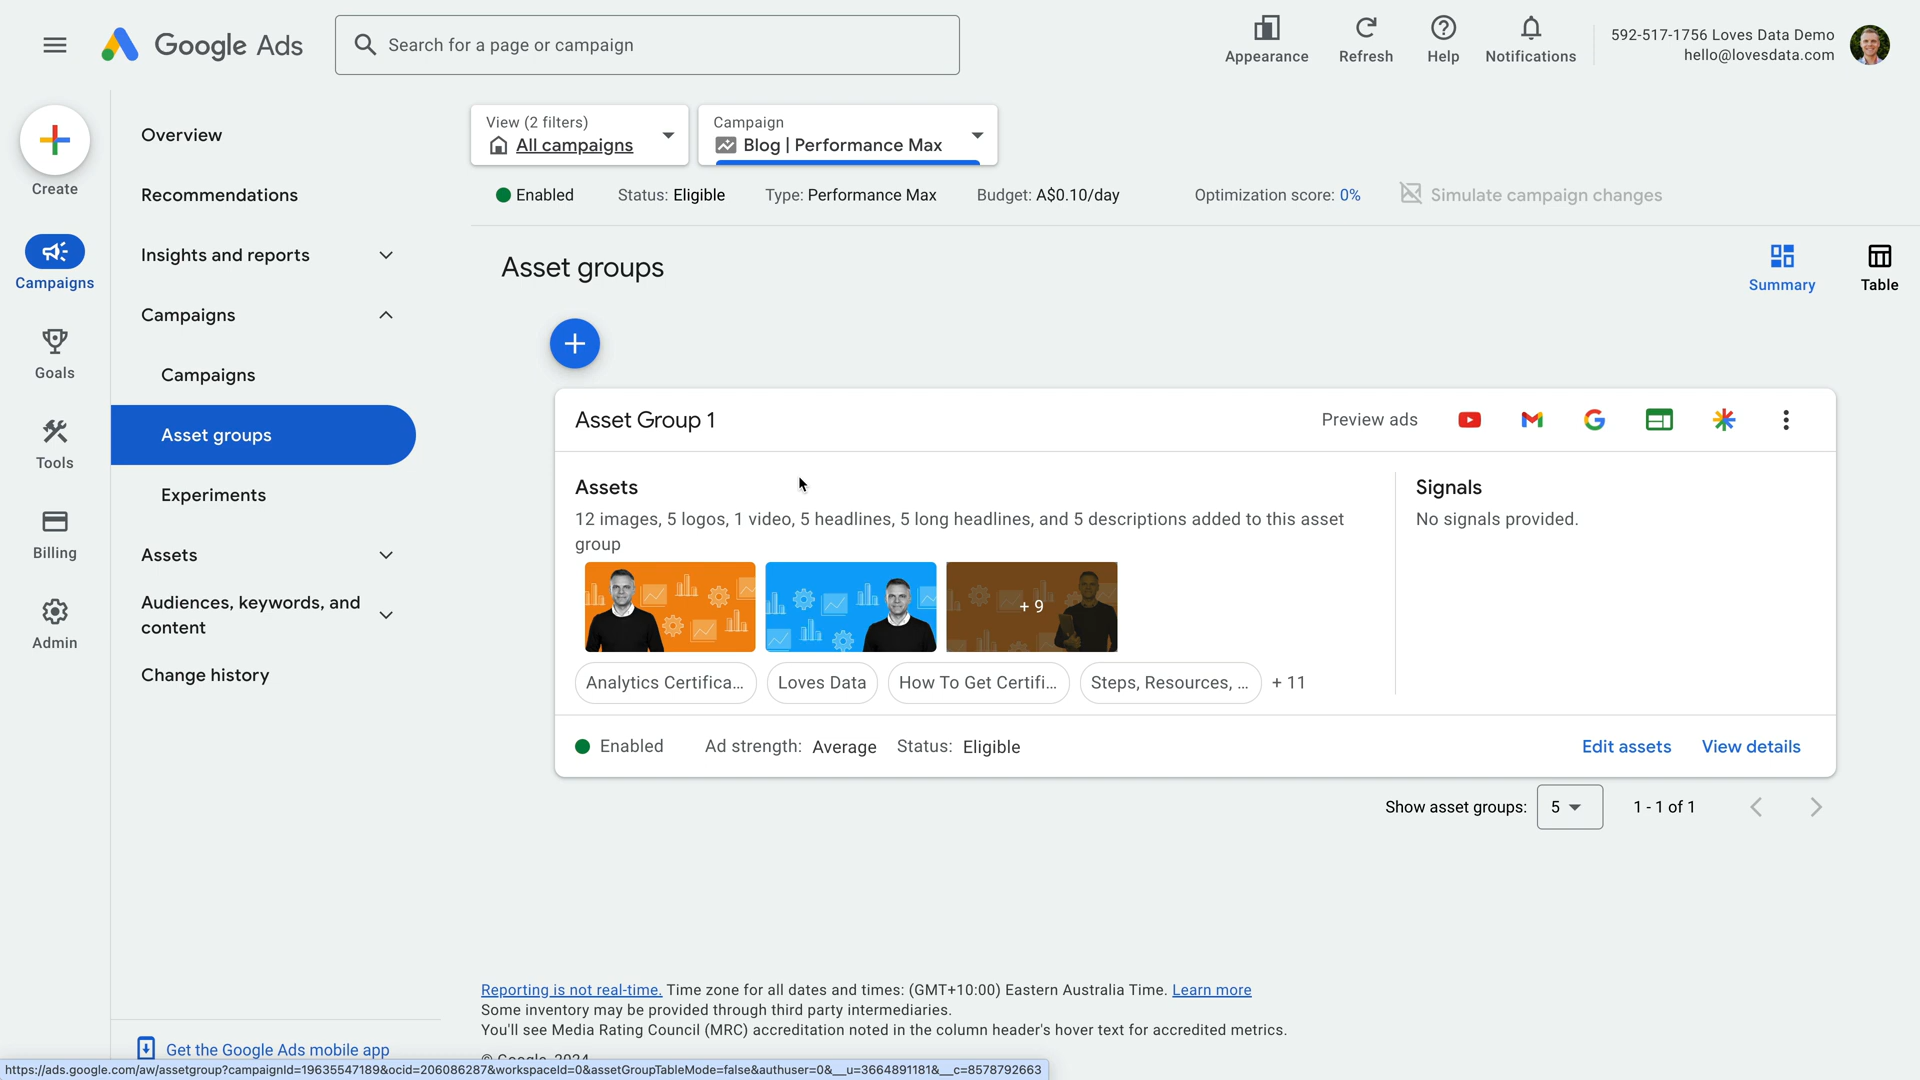 Google Ads
Search for a page or campaign
Appearance
Refresh
Help
Notifications
592-517-1756 Loves Data Demo
hello@lovesdata.com
Create
Campaigns
Goals
Tools
Billing
Admin
Overview
Recommendations
Insights and reports
Campaigns
Campaigns
Asset groups
Experiments
Assets
Audiences, keywords, and
content
Change history
Get the Google Ads mobile app
View (2 filters)
All campaigns
Campaign
Blog | Performance Max
Enabled Status: Eligible Type: Performance Max Budget: A$0.10/day Optimization score: 0% Simulate campaign changes
Asset groups
Summary
Table
Asset Group 1
Preview ads
Assets
12 images, 5 logos, 1 video, 5 headlines, 5 long headlines, and 5 descriptions added to this asset
group
+ 9
Analytics Certifica... Loves Data How To Get Certifi... Steps, Resources, ... + 11
Signals
No signals provided.
Enabled Ad strength: Average Status: Eligible
Edit assets View details
Show asset groups: 5 1 - 1 of 1
Reporting is not real-time. Time zone for all dates and times: (GMT+10:00) Eastern Australia Time. Learn more
Some inventory may be provided through third party intermediaries.
You'll see Media Rating Council (MRC) accreditation noted in the column header's hover text for accredited metrics.
© Google, 2024
https://ads.google.com/aw/assetgroup?campaignId=19635547189&ocid=206086287&workspaceId=0&assetGroupTableMode=false&authuser=0&__u=3664891181&__c=8578792663